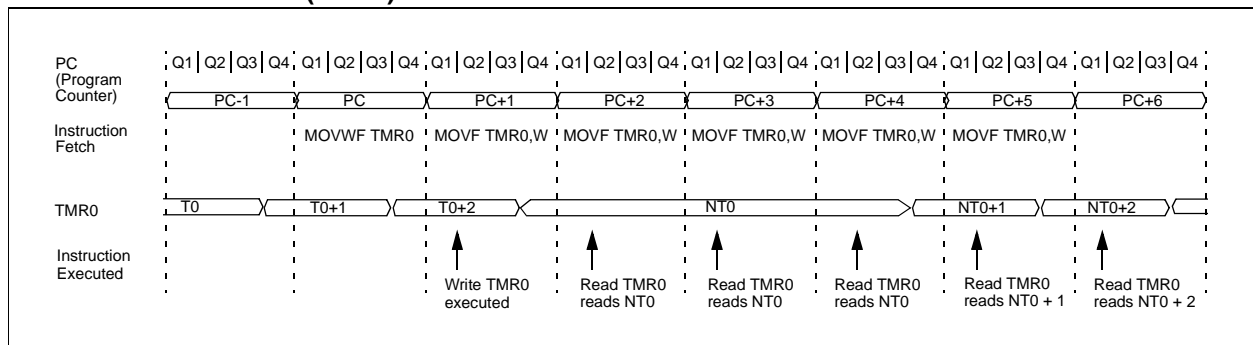 PC
(Program
Counter)
Q1 Q2 Q3 Q4 Q1 Q2 Q3 Q4 Q1 Q2 Q3 Q4 Q1 Q2 Q3 Q4 Q1 Q2 Q3 Q4 Q1 Q2 Q3 Q4 Q1 Q2 Q3 Q4 Q1 Q2 Q3 Q4
PC-1 PC PC+1 PC+2 PC+3 PC+4 PC+5 PC+6
Instruction
Fetch
MOVWF TMR0 MOVF TMR0,W MOVF TMR0,W MOVF TMR0,W MOVF TMR0,W MOVF TMR0,W
TMR0
T0 T0+1 T0+2 NT0 NT0+1 NT0+2
Instruction
Executed
Write TMR0
executed
Read TMR0
reads NT0
Read TMR0
reads NT0
Read TMR0
reads NT0
Read TMR0
reads NT0 + 1
Read TMR0
reads NT0 + 2